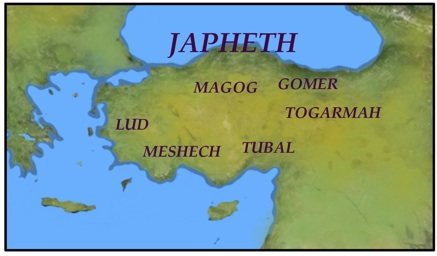 JAPHETH
MAGOG GOMER
TOGARMAH
LUD
MESHECH TUBAL